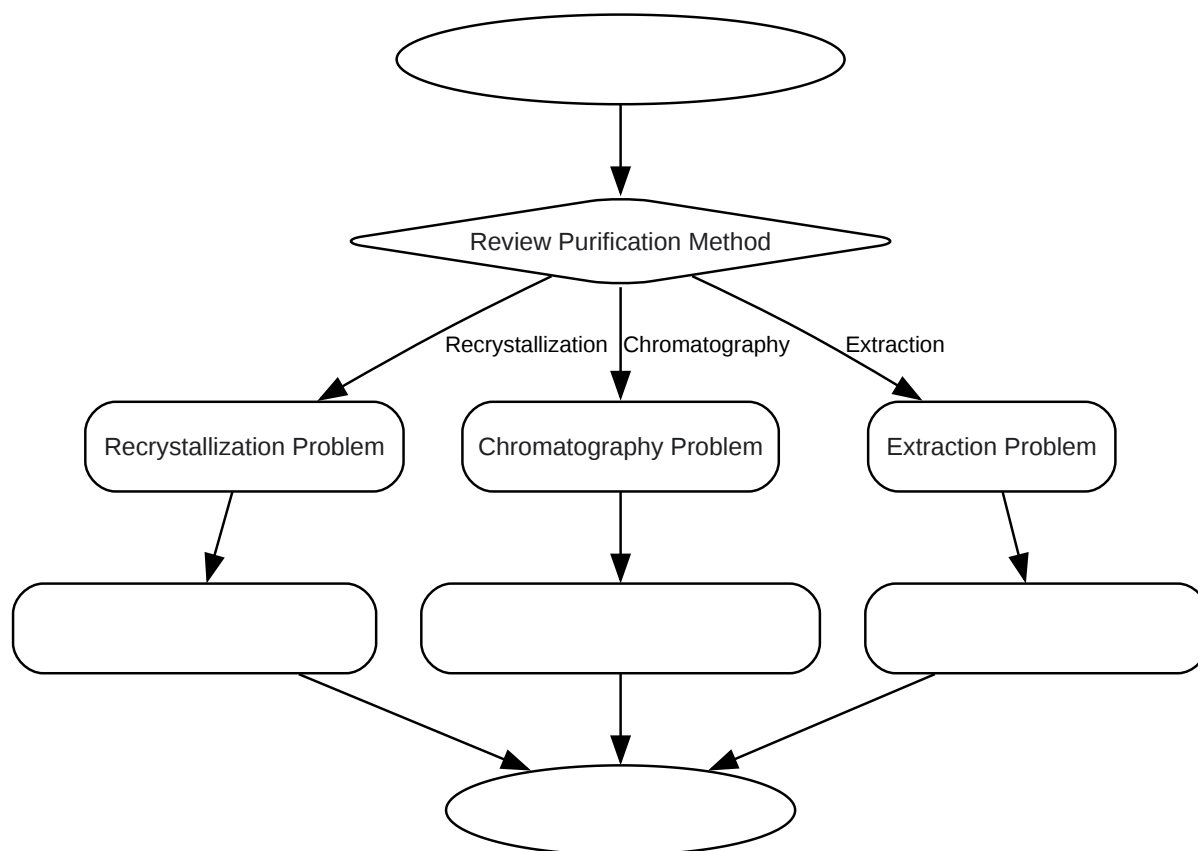 Review Purification Method
Recrystallization
Chromatography
Extraction
Recrystallization Problem
Chromatography Problem
Extraction Problem